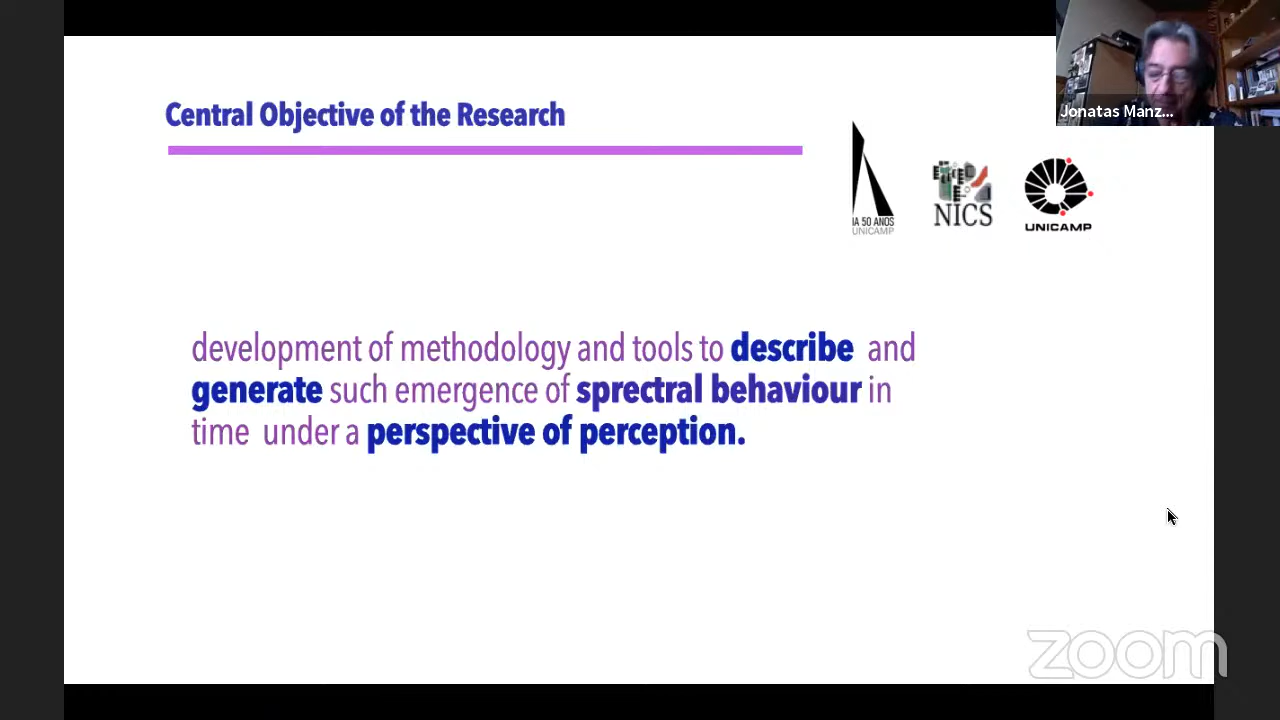 Central Objective of the Research
Jonatas Manz...
IA 50 ANOS
UNICAMP
NICS
UNICAMP
development of methodology and tools to describe and
generate such emergence of sprectral behaviour in
time under a perspective of perception.
zoom